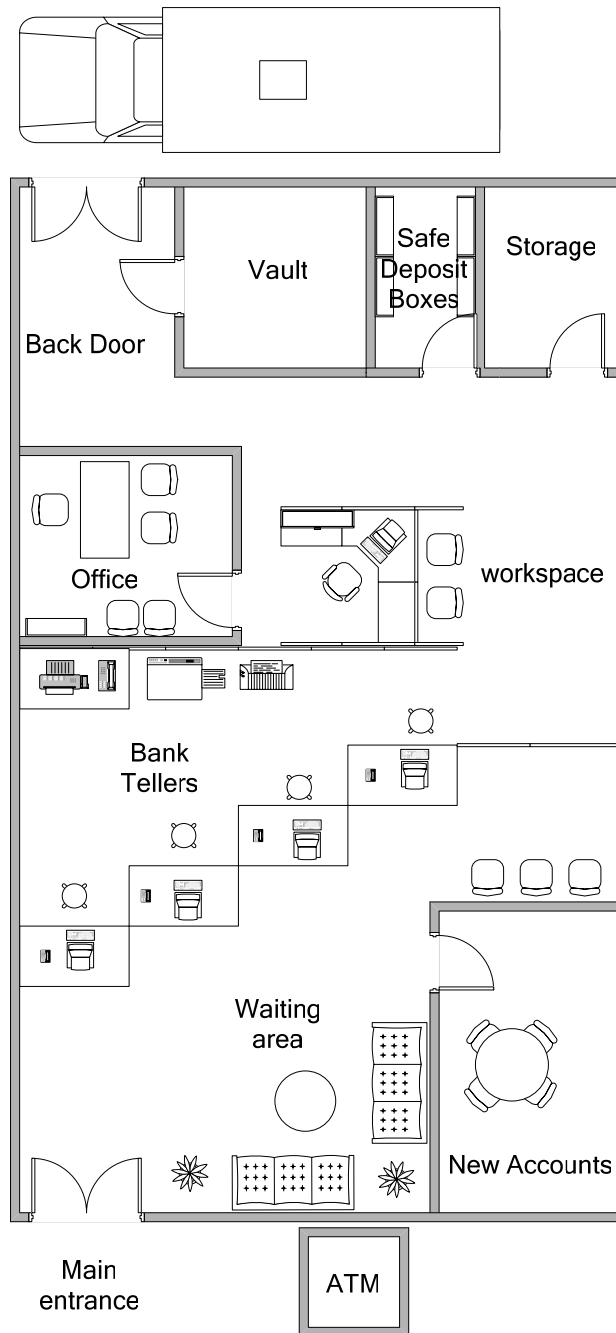 Vault
Safe
Deposit
Boxes
Storage
Back Door
Office
workspace
Bank
Tellers
Waiting
area
New Accounts
Main
entrance
ATM